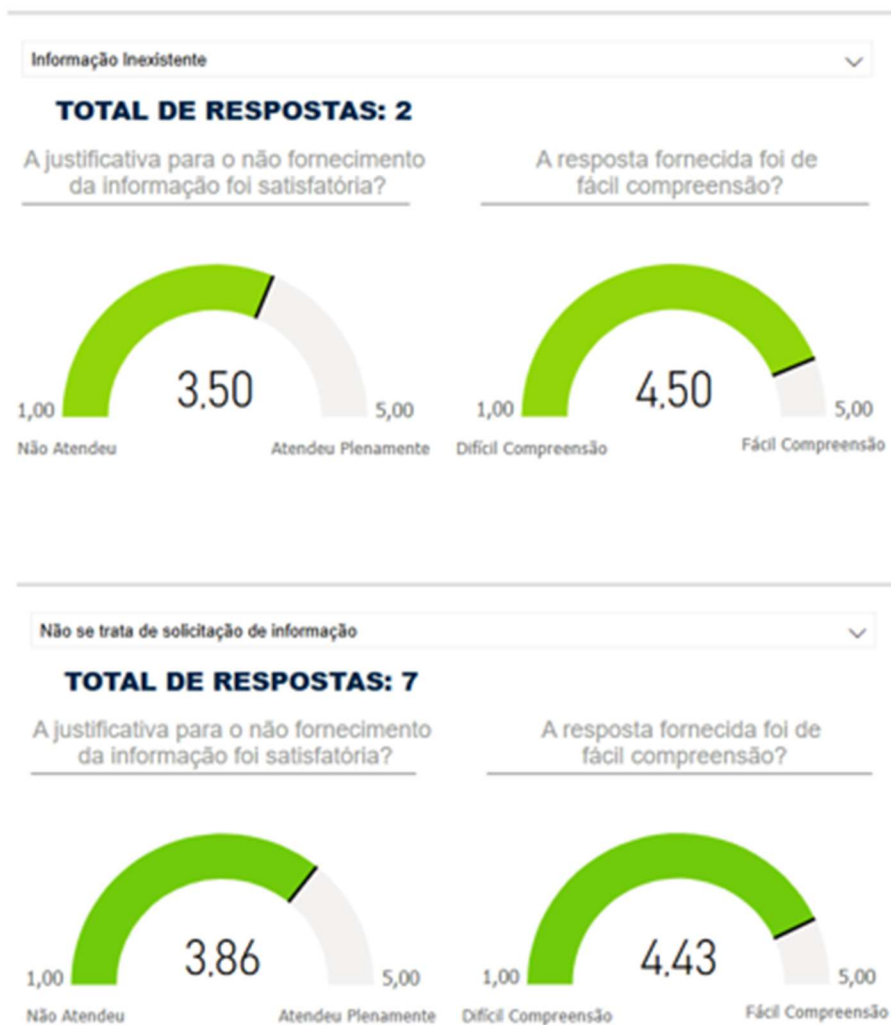 Informação Inexistente
TOTAL DE RESPOSTAS: 2
A justificativa para o não fornecimento
da informação foi satisfatória?
A resposta fornecida foi de
fácil compreensão?
3,50
1,00
5,00
Não Atendeu
Atendeu Plenamente
4,50
1,00
5,00
Difícil Compreensão
Fácil Compreensão
Não se trata de solicitação de informação
TOTAL DE RESPOSTAS: 7
A justificativa para o não fornecimento
da informação foi satisfatória?
A resposta fornecida foi de
fácil compreensão?
3,86
1,00
5,00
Não Atendeu
Atendeu Plenamente
4,43
1,00
5,00
Difícil Compreensão
Fácil Compreensão